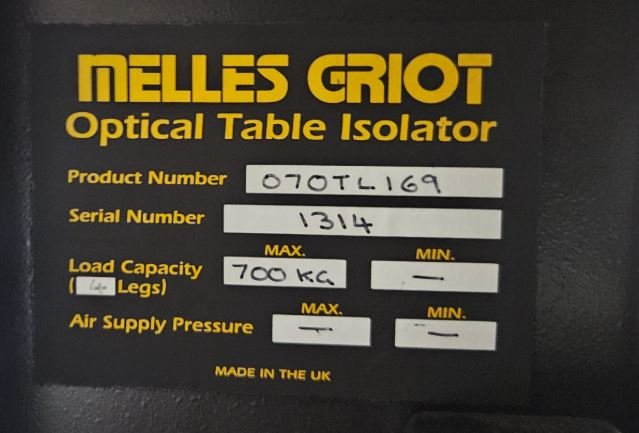 MELLES GRIOT
Optical Table Isolator
Product Number 070TL169
Serial Number 1314
MAX. MIN.
Load Capacity 700 KG —
( Legs)
MAX. MIN.
Air Supply Pressure — —
MADE IN THE UK